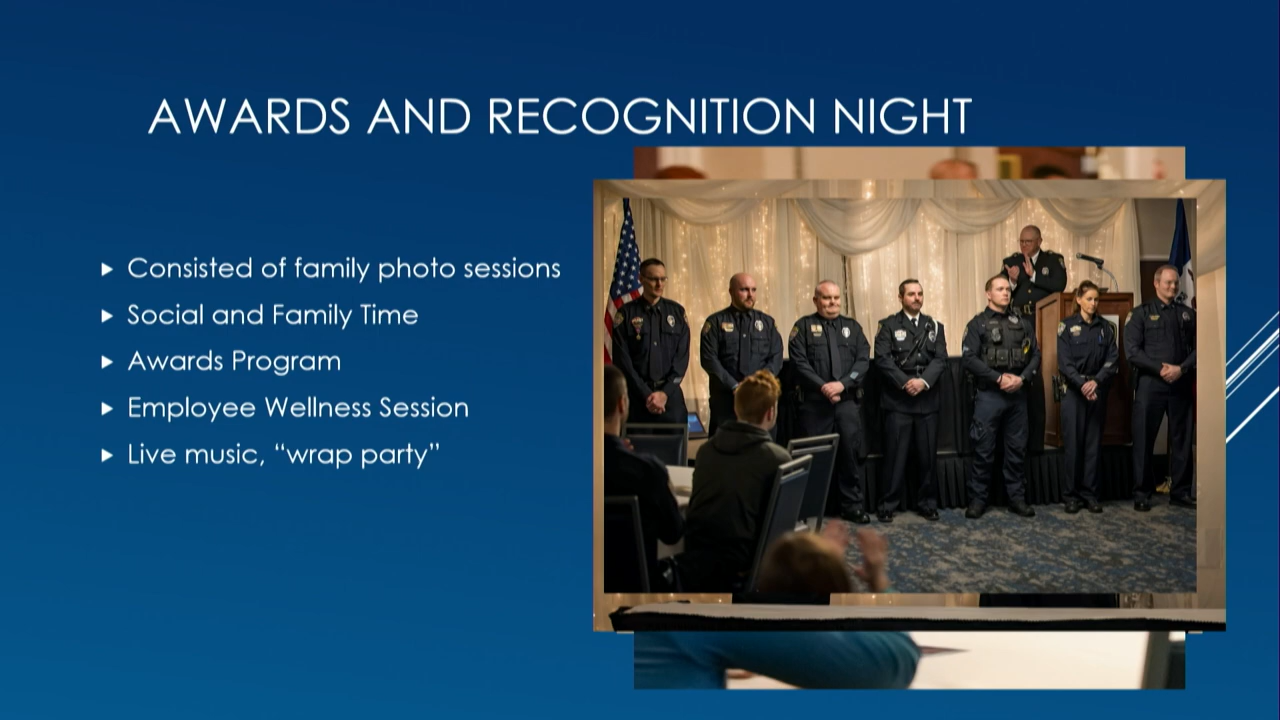 AWARDS AND RECOGNITION NIGHT
Consisted of family photo sessions
Social and Family Time
Awards Program
Employee Wellness Session
Live music, “wrap party”